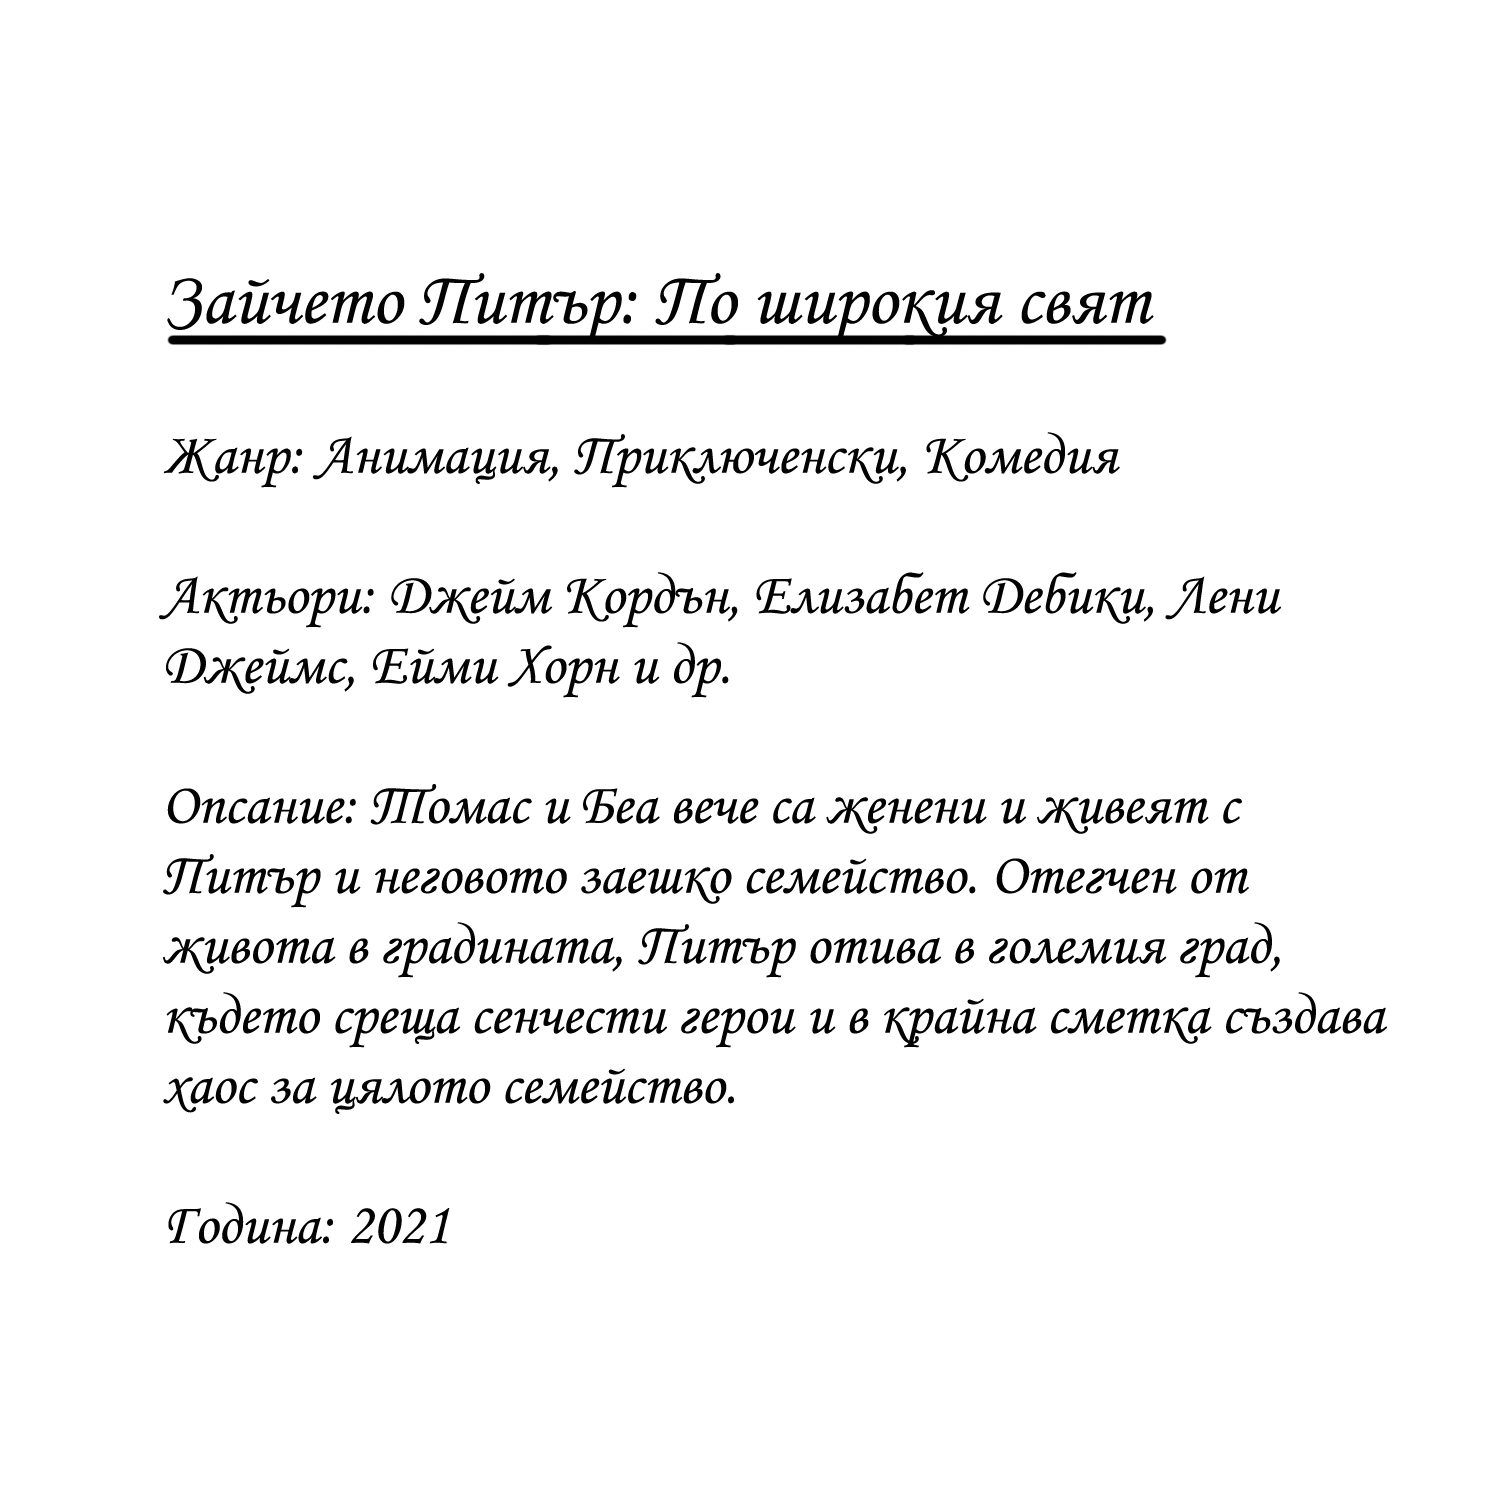 Зайчето Питър: По широкия свят
Жанр: Анимация, Приключенски, Комедия
Актьори: Джейм Кордън, Елизабет Дебики, Лени
Джеймс, Ейми Хорн и др.
Опсание: Томас и Беа вече са женени и живеят с
Питър и неговото заешко семейство. Отегчен от
живота в градината, Питър отива в големия град,
където среща сенчести герои и в крайна сметка създава
хаос за цялото семейство.
Година: 2021